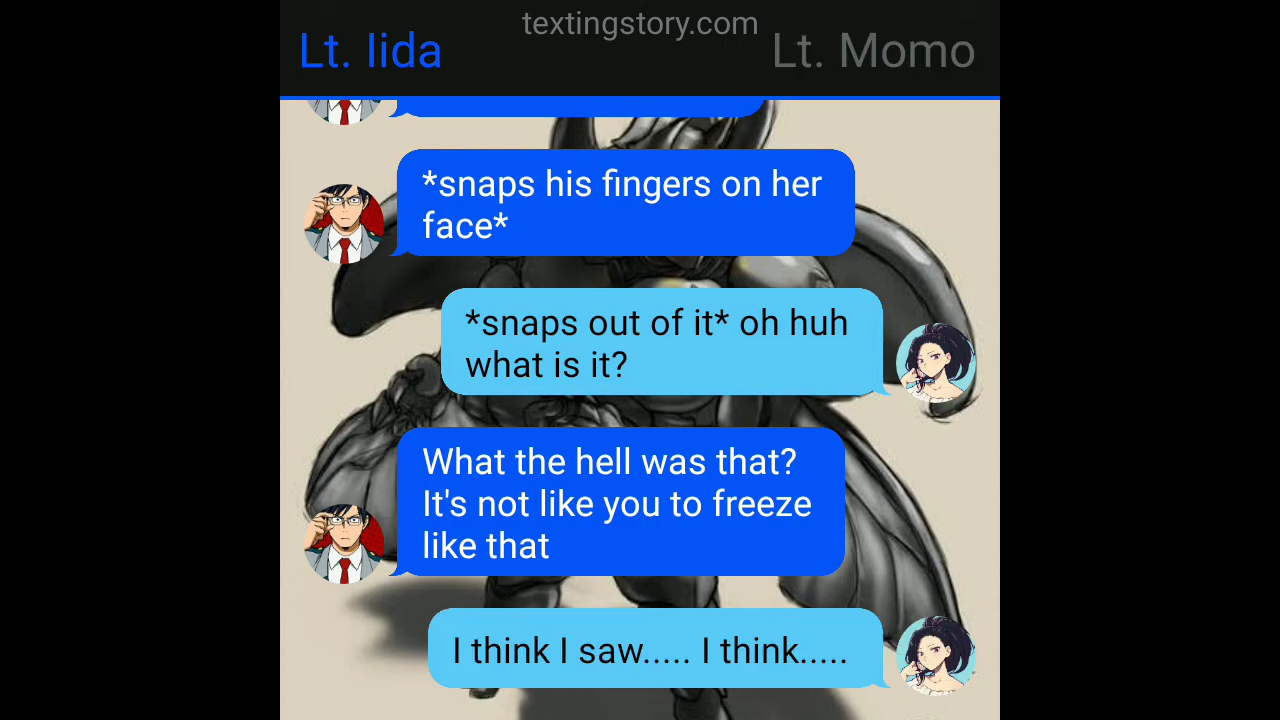 textingstory.com
Lt. Iida
Lt. Momo
*snaps his fingers on her
face*
*snaps out of it* oh huh
what is it?
What the hell was that?
It's not like you to freeze
like that
I think I saw..... I think.....